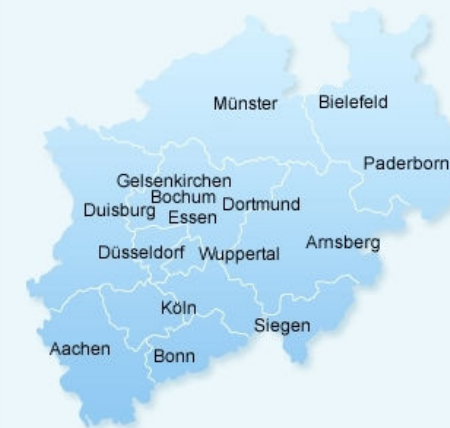 Münster
Bielefeld
Paderborn
Gelsenkirchen
Bochum
Duisburg
Essen
Dortmund
Arnsberg
Düsseldorf
Wuppertal
Köln
Siegen
Aachen
Bonn